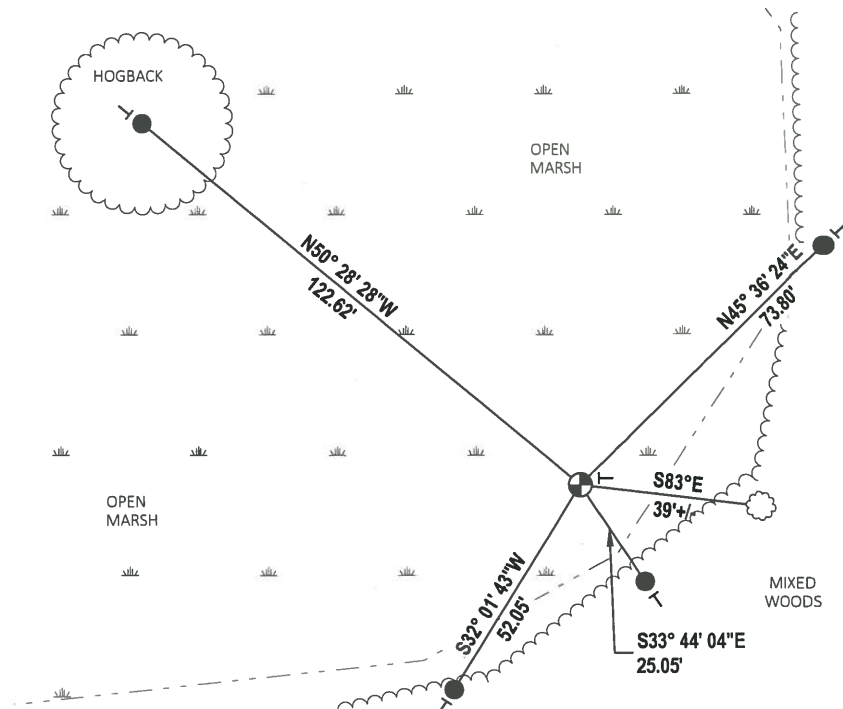 HOGBACK
OPEN
MARSH
N50° 28' 28"W
122.62'
N45° 36' 24"E
73.80'
S83°E
39'+/-
OPEN
MARSH
S32° 01' 43"W
52.05'
MIXED
WOODS
S33° 44' 04"E
25.05'